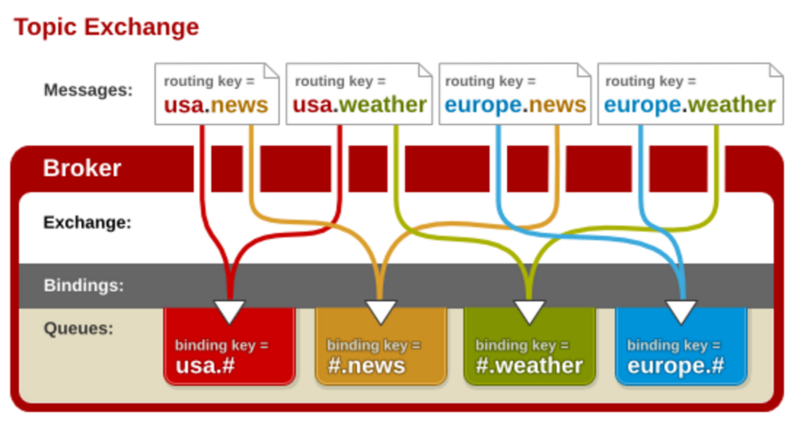 Topic Exchange
Messages:
routing key =
usa.news
routing key =
usa.weather
routing key =
europe.news
routing key =
europe.weather
Broker
Exchange:
Bindings:
Queues:
binding key =
usa.#
binding key =
#.news
binding key =
#.weather
binding key =
europe.#